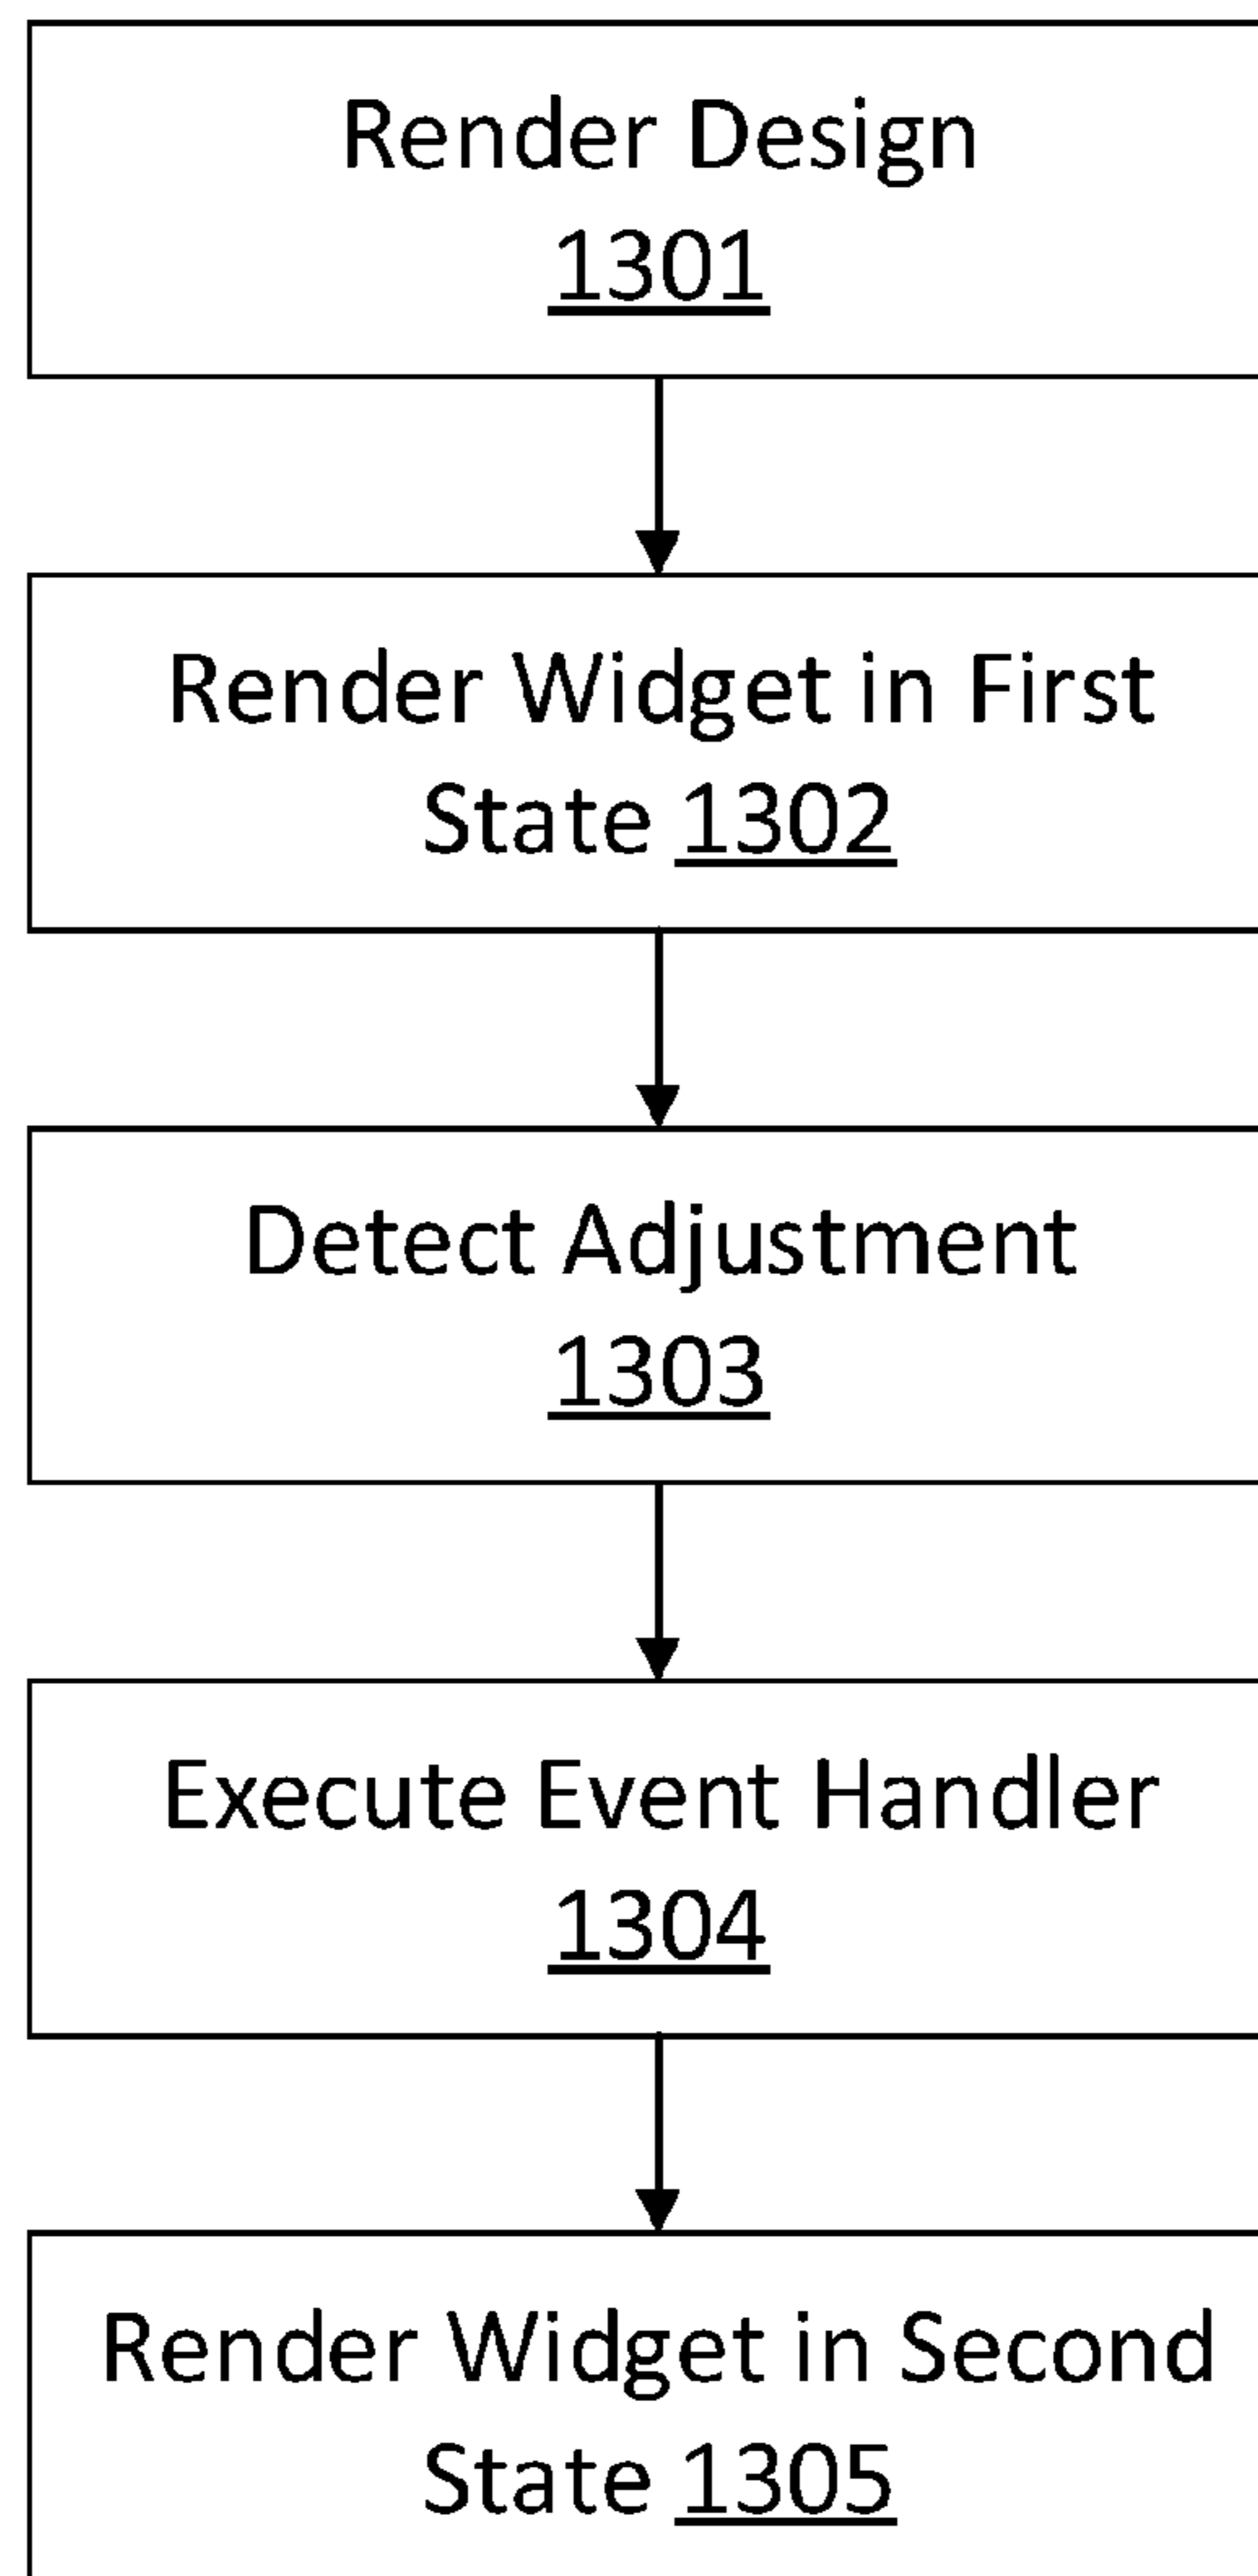 Render Design
1301
Render Widget in First
State 1302
Detect Adjustment
1303
Execute Event Handler
1304
Render Widget in Second
State 1305